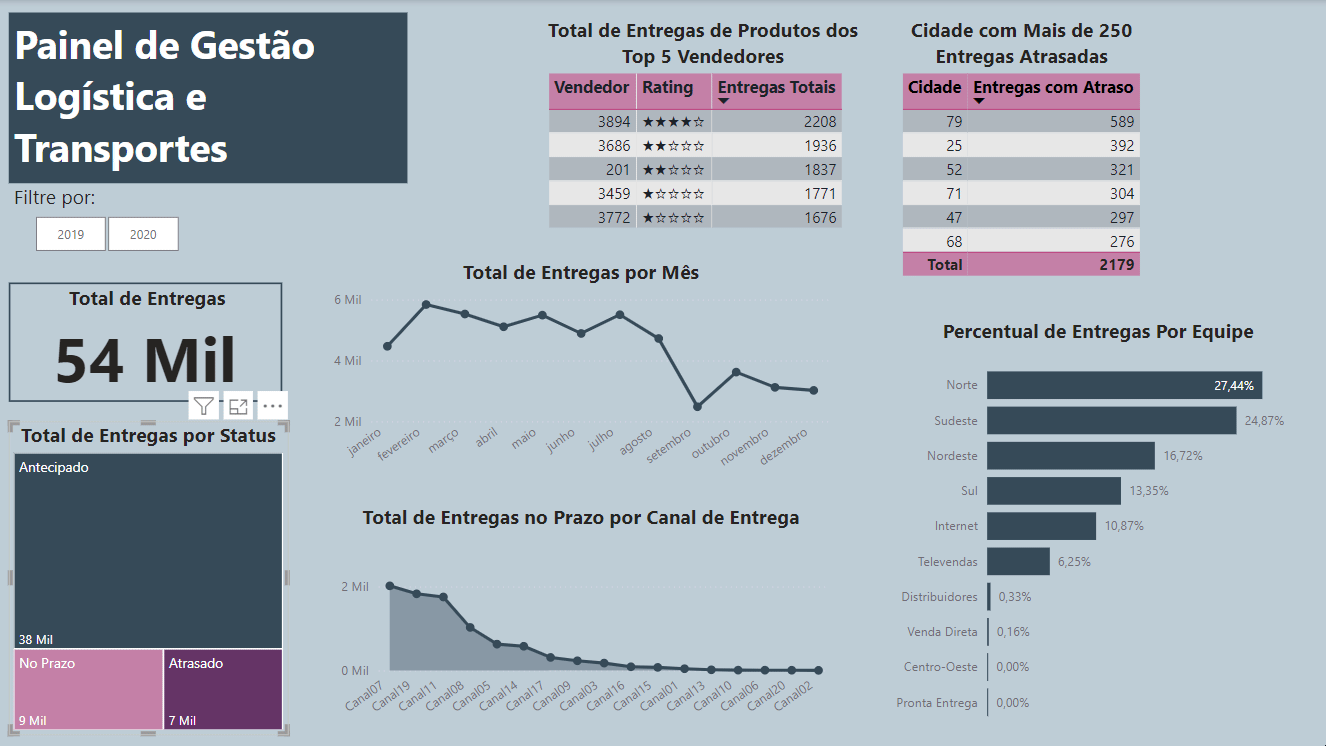 Painel de Gestão
Logística e
Transportes
Filtre por:
2019 2020
Total de Entregas
54 Mil
Total de Entregas por Status
Antecipado
38 Mil
No Prazo
9 Mil
Atrasado
7 Mil
Total de Entregas de Produtos dos
Top 5 Vendedores
Vendedor Rating Entregas Totais
3894 ★★★★☆ 2208
3686 ★★☆☆☆ 1936
201 ★★☆☆☆ 1837
3459 ★☆☆☆☆ 1771
3772 ★☆☆☆☆ 1676
Total de Entregas por Mês
6 Mil
4 Mil
2 Mil
janeiro fevereiro março abril maio junho julho agosto setembro outubro novembro dezembro
Total de Entregas no Prazo por Canal de Entrega
2 Mil
0 Mil
Canal07 Canal19 Canal11 Canal08 Canal05 Canal14 Canal17 Canal09 Canal03 Canal16 Canal15 Canal01 Canal13 Canal10 Canal06 Canal20 Canal02
Cidade com Mais de 250
Entregas Atrasadas
Cidade Entregas com Atraso
79 589
25 392
52 321
71 304
47 297
68 276
Total 2179
Percentual de Entregas Por Equipe
Norte 27,44%
Sudeste 24,87%
Nordeste 16,72%
Sul 13,35%
Internet 10,87%
Televendas 6,25%
Distribuidores 0,33%
Venda Direta 0,16%
Centro-Oeste 0,00%
Pronta Entrega 0,00%